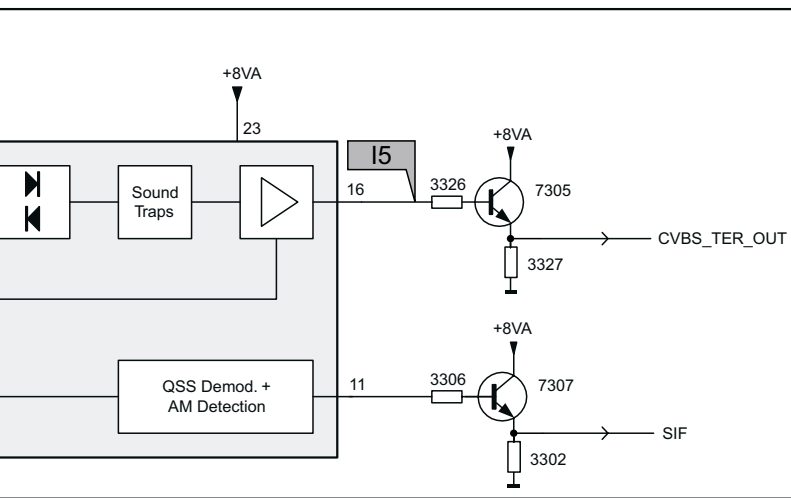 +8VA
23
I5
+8VA
Sound
Traps
16
3326
7305
CVBS_TER_OUT
3327
+8VA
QSS Demod. +
AM Detection
11
3306
7307
SIF
3302